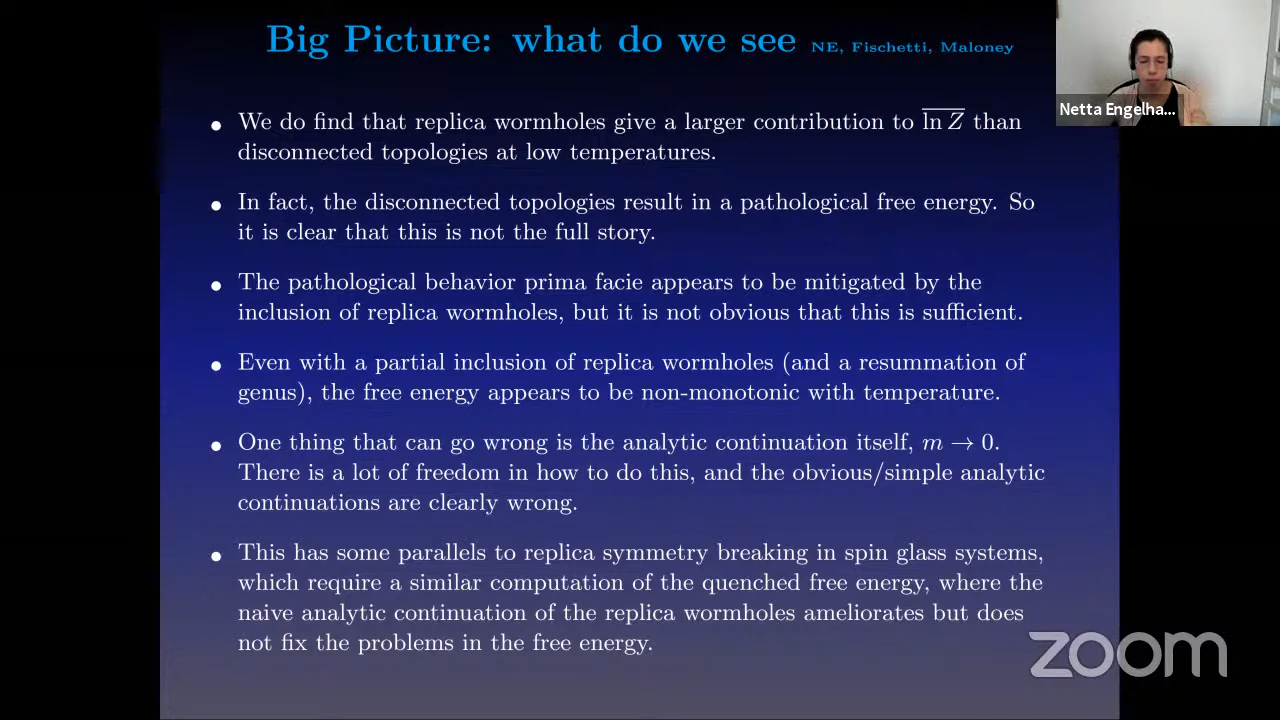 Big Picture: what do we see NE, Fischetti, Maloney
Netta Engelha...
• We do find that replica wormholes give a larger contribution to $\overline{\ln Z}$ than
disconnected topologies at low temperatures.
• In fact, the disconnected topologies result in a pathological free energy. So
it is clear that this is not the full story.
• The pathological behavior prima facie appears to be mitigated by the
inclusion of replica wormholes, but it is not obvious that this is sufficient.
• Even with a partial inclusion of replica wormholes (and a resummation of
genus), the free energy appears to be non-monotonic with temperature.
• One thing that can go wrong is the analytic continuation itself, m → 0.
There is a lot of freedom in how to do this, and the obvious/simple analytic
continuations are clearly wrong.
• This has some parallels to replica symmetry breaking in spin glass systems,
which require a similar computation of the quenched free energy, where the
naive analytic continuation of the replica wormholes ameliorates but does
not fix the problems in the free energy.
zoom